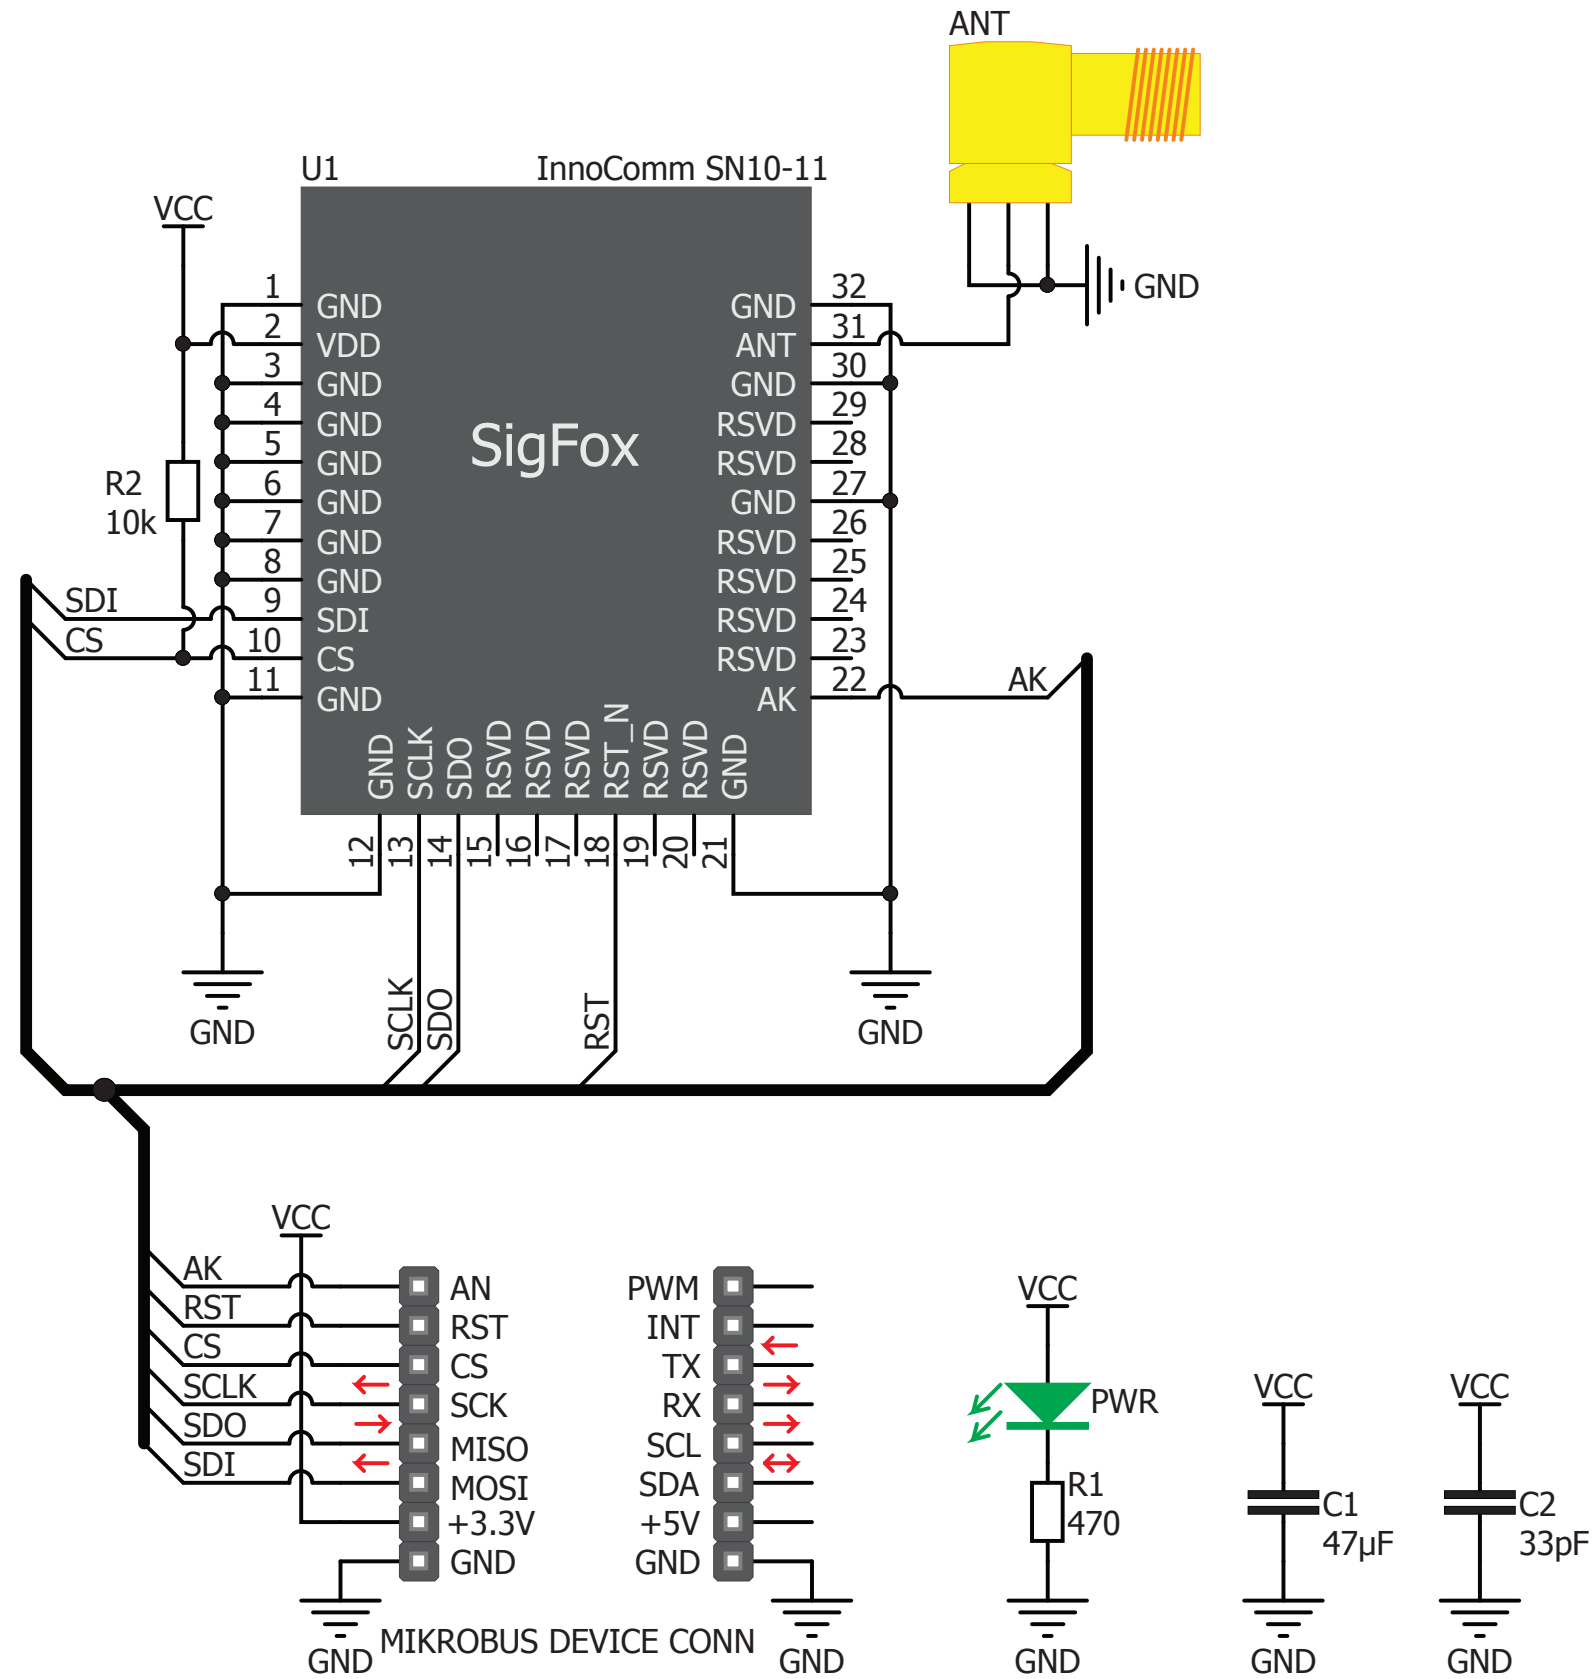 ANT
U1 InnoComm SN10-11
VCC
GND
1 GND
2 VDD
3 GND
4 GND
5 GND
6 GND
7 GND
8 GND
9 SDI
10 CS
11 GND
SigFox
32 GND
31 ANT
30 GND
29 RSVD
28 RSVD
27 GND
26 RSVD
25 RSVD
24 RSVD
23 RSVD
22 AK
R2
10k
SDI
CS
AK
GND SCLK SDO RSVD RSVD RSVD RST_N RSVD RSVD GND
12 13 14 15 16 17 18 19 20 21
SCLK SDO RST
GND
GND
VCC
AK
RST
CS
SCLK
SDO
SDI
AN
RST
CS
SCK
MISO
MOSI
+3.3V
GND
PWM
INT
TX
RX
SCL
SDA
+5V
GND
GND
MIKROBUS DEVICE CONN
GND
VCC
PWR
R1
470
GND
VCC
C1
47µF
GND
VCC
C2
33pF
GND